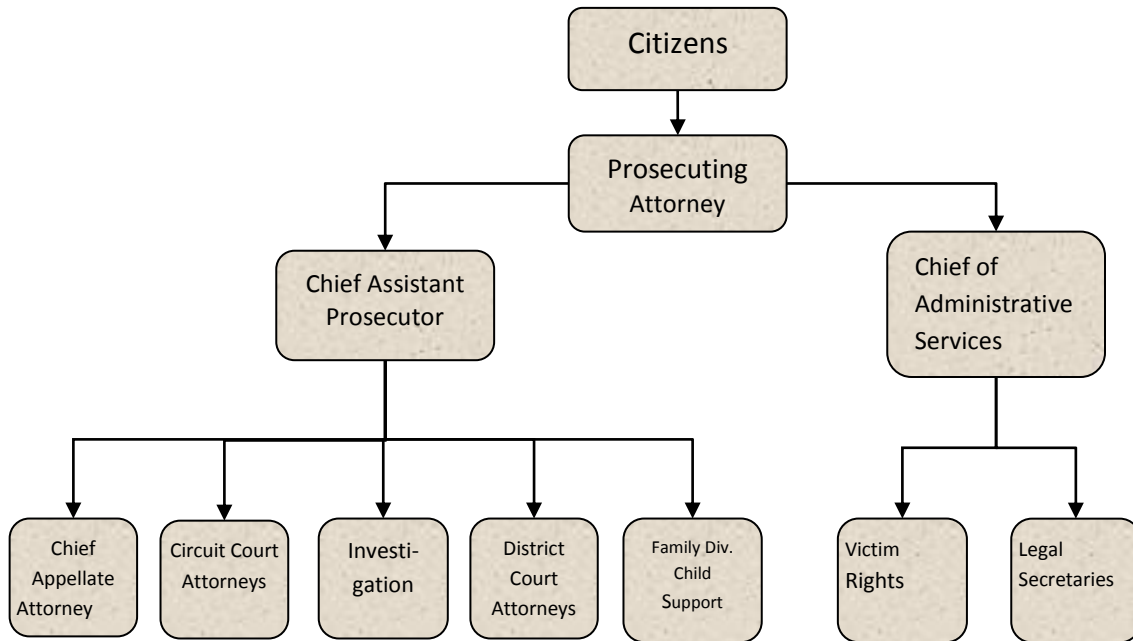 Citizens
Prosecuting
Attorney
Chief Assistant
Prosecutor
Chief of
Administrative
Services
Chief
Appellate
Attorney
Circuit Court
Attorneys
Investi-
gation
District
Court
Attorneys
Family Div.
Child
Support
Victim
Rights
Legal
Secretaries